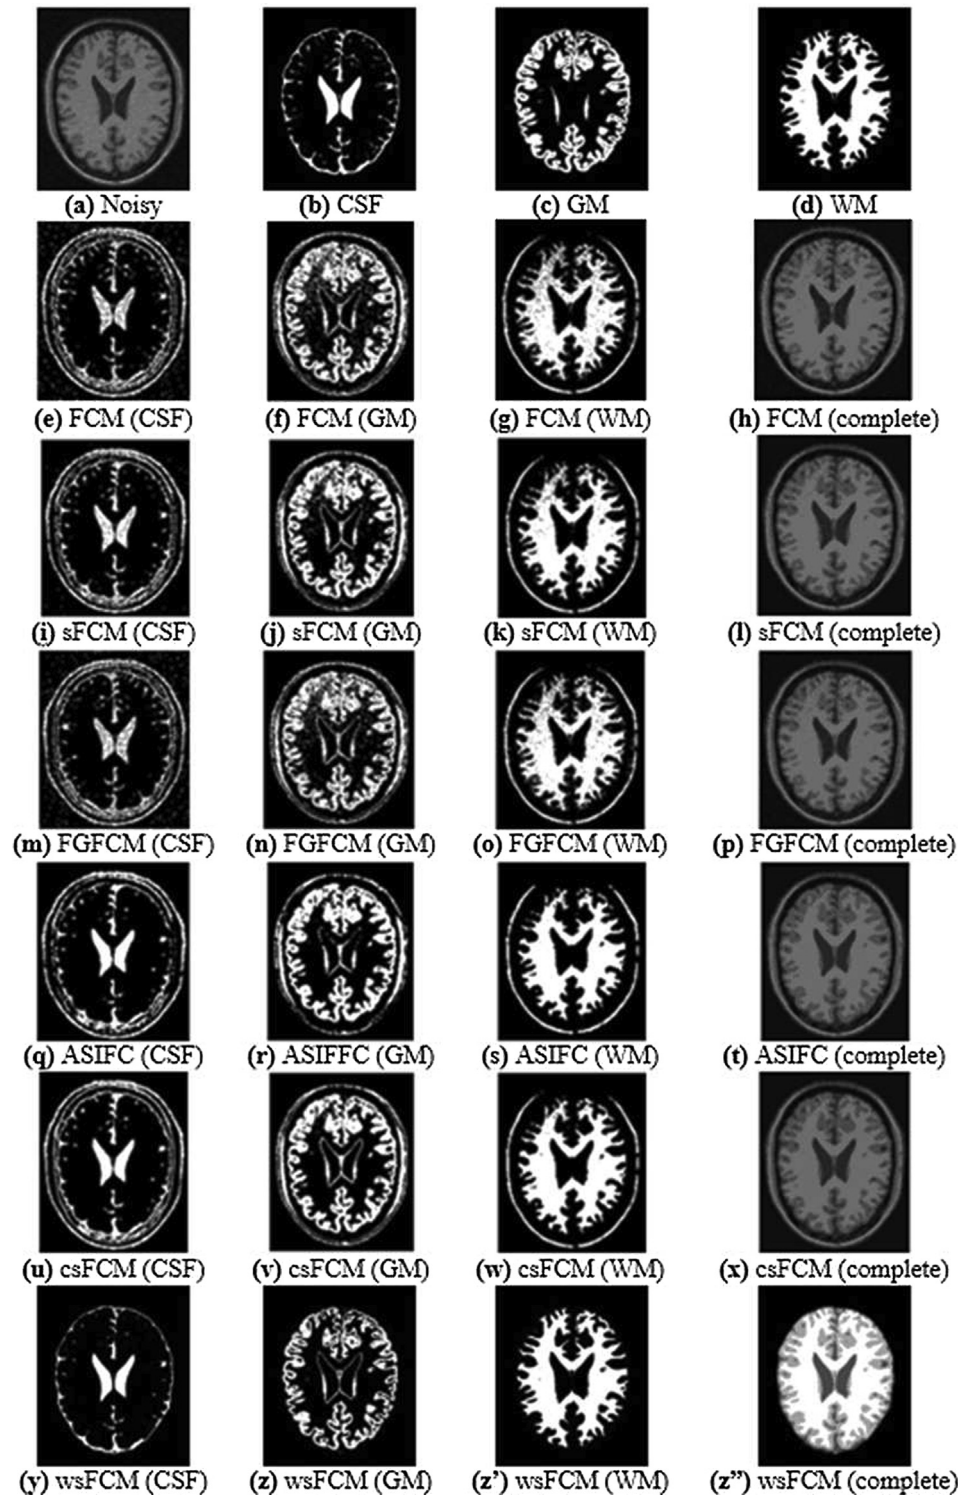 (a) Noisy
(b) CSF
(c) GM
(d) WM
(e) FCM (CSF)
(f) FCM (GM)
(g) FCM (WM)
(h) FCM (complete)
(i) sFCM (CSF)
(j) sFCM (GM)
(k) sFCM (WM)
(l) sFCM (complete)
(m) FGFCM (CSF)
(n) FGFCM (GM)
(o) FGFCM (WM)
(p) FGFCM (complete)
(q) ASIFC (CSF)
(r) ASIFFC (GM)
(s) ASIFC (WM)
(t) ASIFC (complete)
(u) csFCM (CSF)
(v) csFCM (GM)
(w) csFCM (WM)
(x) csFCM (complete)
(y) wsFCM (CSF)
(z) wsFCM (GM)
(z’) wsFCM (WM)
(z”) wsFCM (complete)